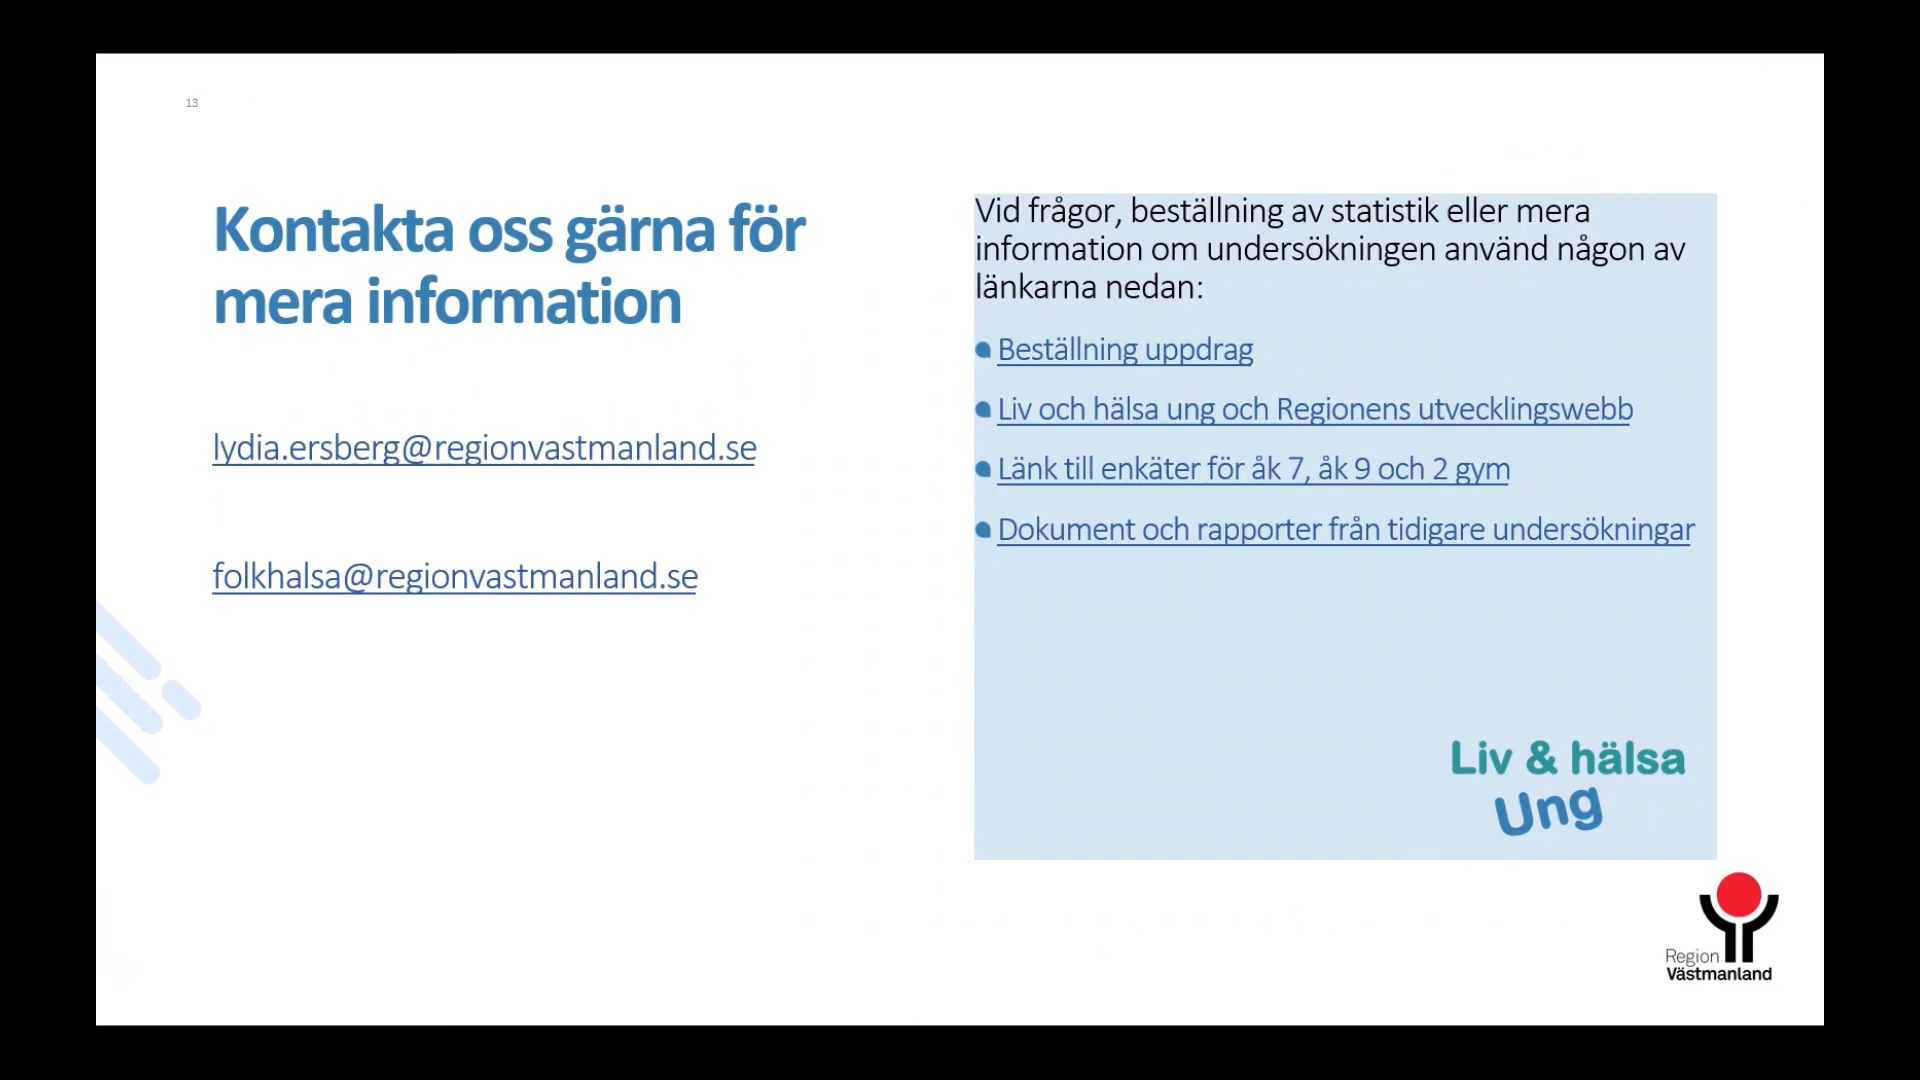 13
Kontakta oss gärna för
mera information
lydia.ersberg@regionvastmanland.se
folkhalsa@regionvastmanland.se
Vid frågor, beställning av statistik eller mera
information om undersökningen använd någon av
länkarna nedan:
Beställning uppdrag
Liv och hälsa ung och Regionens utvecklingswebb
Länk till enkäter för åk 7, åk 9 och 2 gym
Dokument och rapporter från tidigare undersökningar
Liv & hälsa
Ung
Region
Västmanland